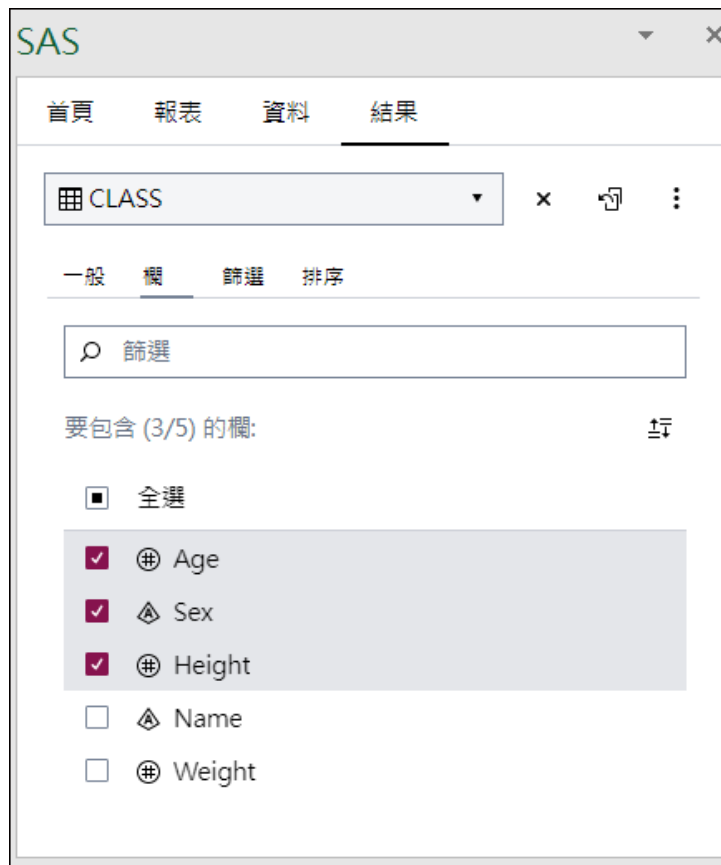 SAS
首頁 報表 資料 結果
CLASS
一般 欄 篩選 排序
篩選
要包含 (3/5) 的欄:
全選
Age
Sex
Height
Name
Weight